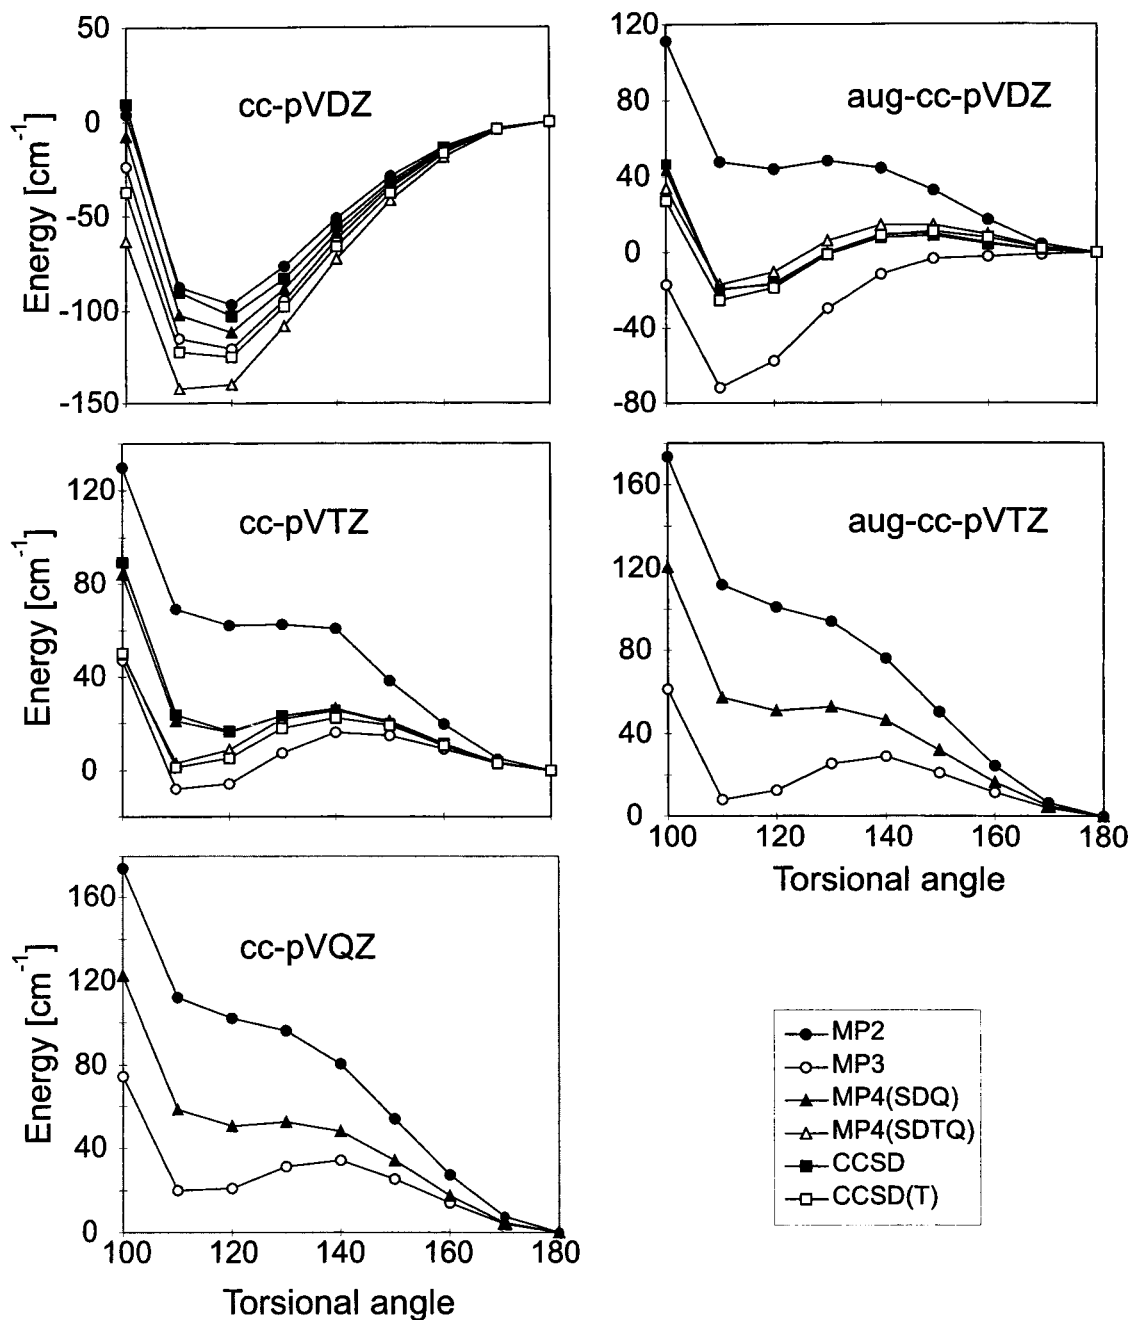 50
0
-50
-100
-150
Energy [cm⁻¹]
cc-pVDZ
120
80
40
0
-40
-80
aug-cc-pVDZ
120
80
40
0
Energy [cm⁻¹]
cc-pVTZ
160
120
80
40
0
aug-cc-pVTZ
100 120 140 160 180
Torsional angle
160
120
80
40
0
Energy [cm⁻¹]
cc-pVQZ
100 120 140 160 180
Torsional angle
MP2
MP3
MP4(SDQ)
MP4(SDTQ)
CCSD
CCSD(T)